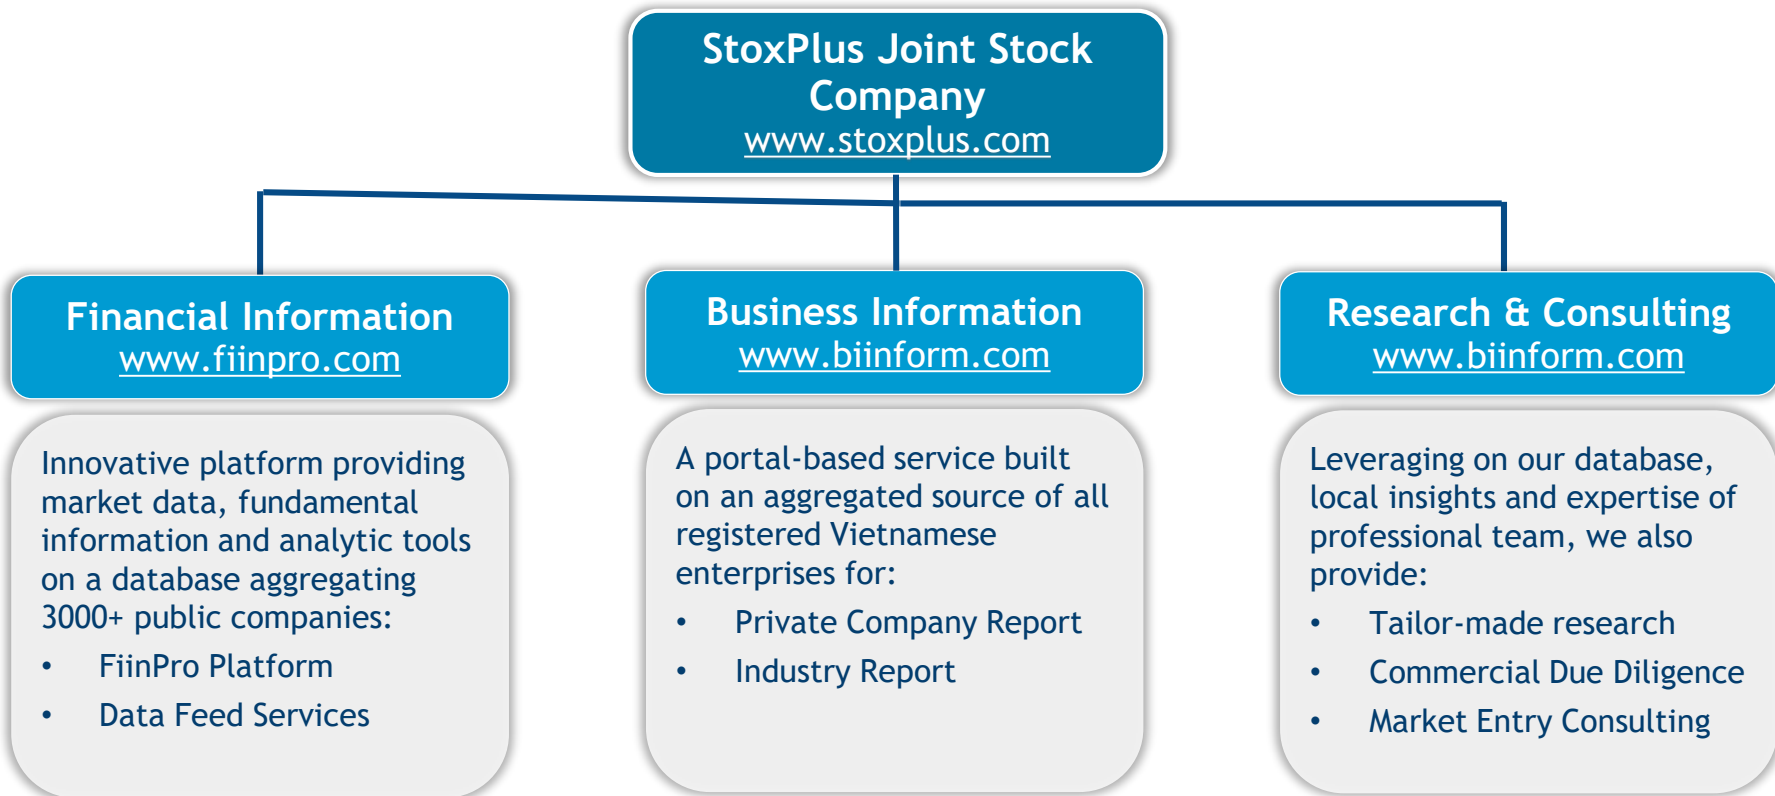 StoxPlus Joint Stock
Company
www.stoxplus.com
Financial Information
www.fiinpro.com
Innovative platform providing
market data, fundamental
information and analytic tools
on a database aggregating
3000+ public companies:
• FiinPro Platform
• Data Feed Services
Business Information
www.biinform.com
A portal-based service built
on an aggregated source of all
registered Vietnamese
enterprises for:
• Private Company Report
• Industry Report
Research & Consulting
www.biinform.com
Leveraging on our database,
local insights and expertise of
professional team, we also
provide:
• Tailor-made research
• Commercial Due Diligence
• Market Entry Consulting